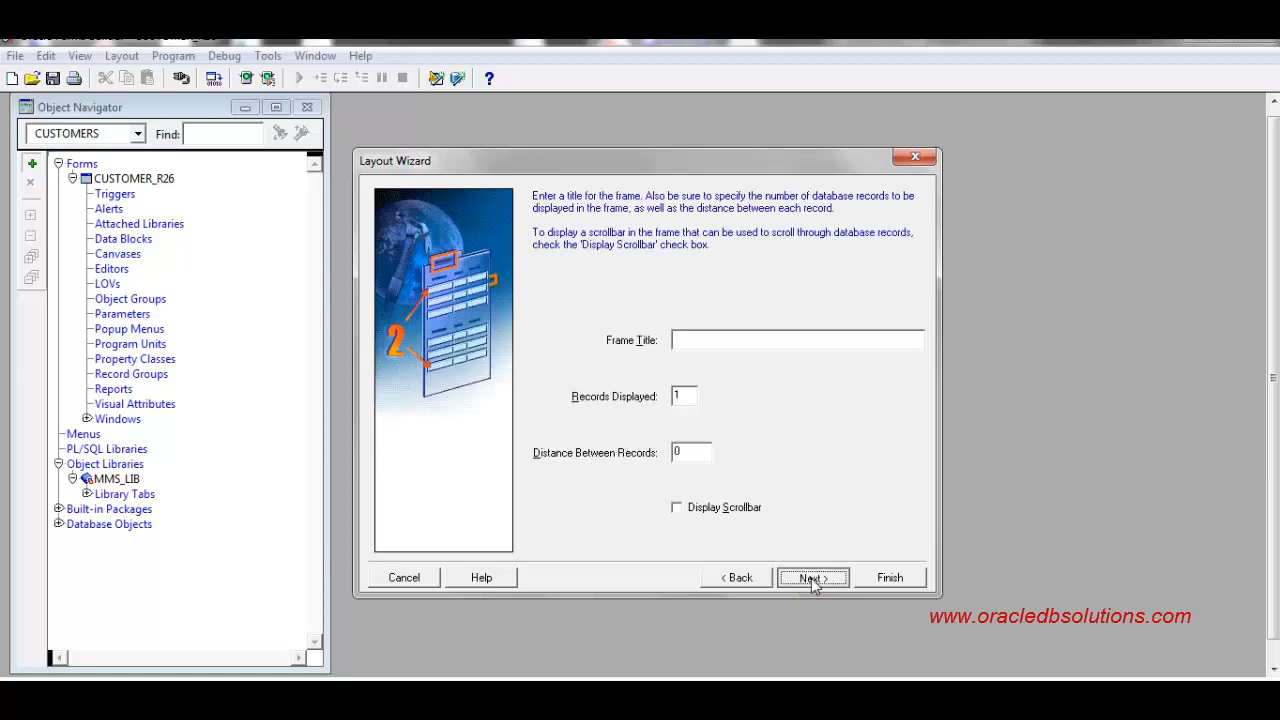 File Edit View Layout Program Debug Tools Window Help
Object Navigator
CUSTOMERS Find:
Forms
CUSTOMER_R26
Triggers
Alerts
Attached Libraries
Data Blocks
Canvases
Editors
LOVs
Object Groups
Parameters
Popup Menus
Program Units
Property Classes
Record Groups
Reports
Visual Attributes
Windows
Menus
PL/SQL Libraries
Object Libraries
MMS_LIB
Library Tabs
Built-in Packages
Database Objects
Layout Wizard
Enter a title for the frame. Also be sure to specify the number of database records to be
displayed in the frame, as well as the distance between each record.
To display a scrollbar in the frame that can be used to scroll through database records,
check the 'Display Scrollbar' check box.
2
Frame Title:
Records Displayed: 1
Distance Between Records: 0
Display Scrollbar
Cancel Help < Back Next > Finish
www.oracledbsolutions.com